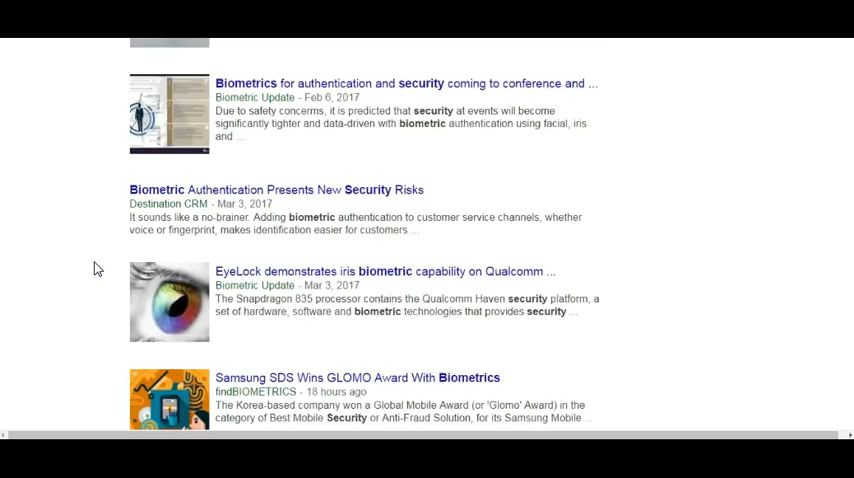 Biometrics for authentication and security coming to conference and ...
Biometric Update - Feb 6, 2017
Due to safety concerns, it is predicted that security at events will become
significantly tighter and data-driven with biometric authentication using facial, iris
and ...
Biometric Authentication Presents New Security Risks
Destination CRM - Mar 3, 2017
It sounds like a no-brainer. Adding biometric authentication to customer service channels, whether
voice or fingerprint, makes identification easier for customers ...
EyeLock demonstrates iris biometric capability on Qualcomm ...
Biometric Update - Mar 3, 2017
The Snapdragon 835 processor contains the Qualcomm Haven security platform, a
set of hardware, software and biometric technologies that provides security ...
Samsung SDS Wins GLOMO Award With Biometrics
findBIOMETRICS - 18 hours ago
The Korea-based company won a Global Mobile Award (or 'Glomo' Award) in the
category of Best Mobile Security or Anti-Fraud Solution, for its Samsung Mobile ...